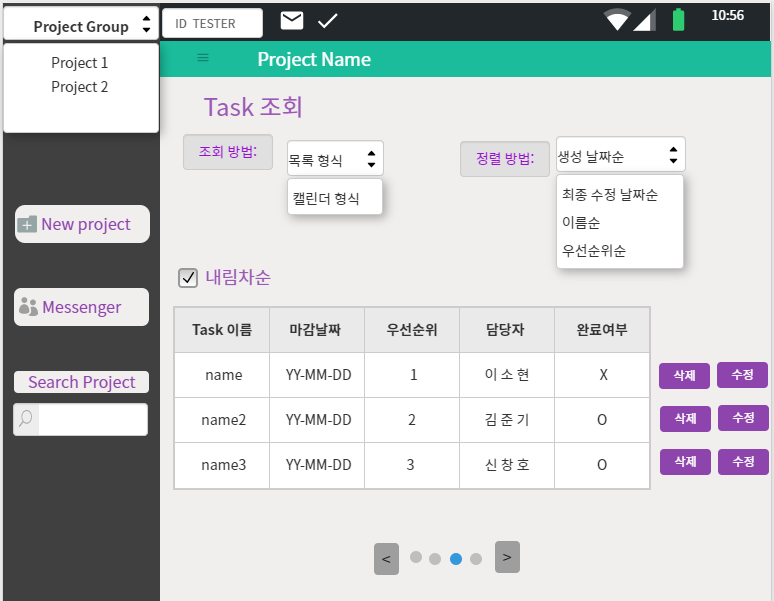 Project Group
ID TESTER
10:56
Project 1
Project 2
Project Name
Task 조회
조회 방법:
목록 형식
캘린더 형식
정렬 방법:
생성 날짜순
최종 수정 날짜순
이름순
우선순위순
New project
Messenger
Search Project
내림차순
Task 이름 마감날짜 우선순위 담당자 완료여부
name YY-MM-DD 1 이 소 현 X 삭제 수정
name2 YY-MM-DD 2 김 준 기 O 삭제 수정
name3 YY-MM-DD 3 신 창 호 O 삭제 수정
< >